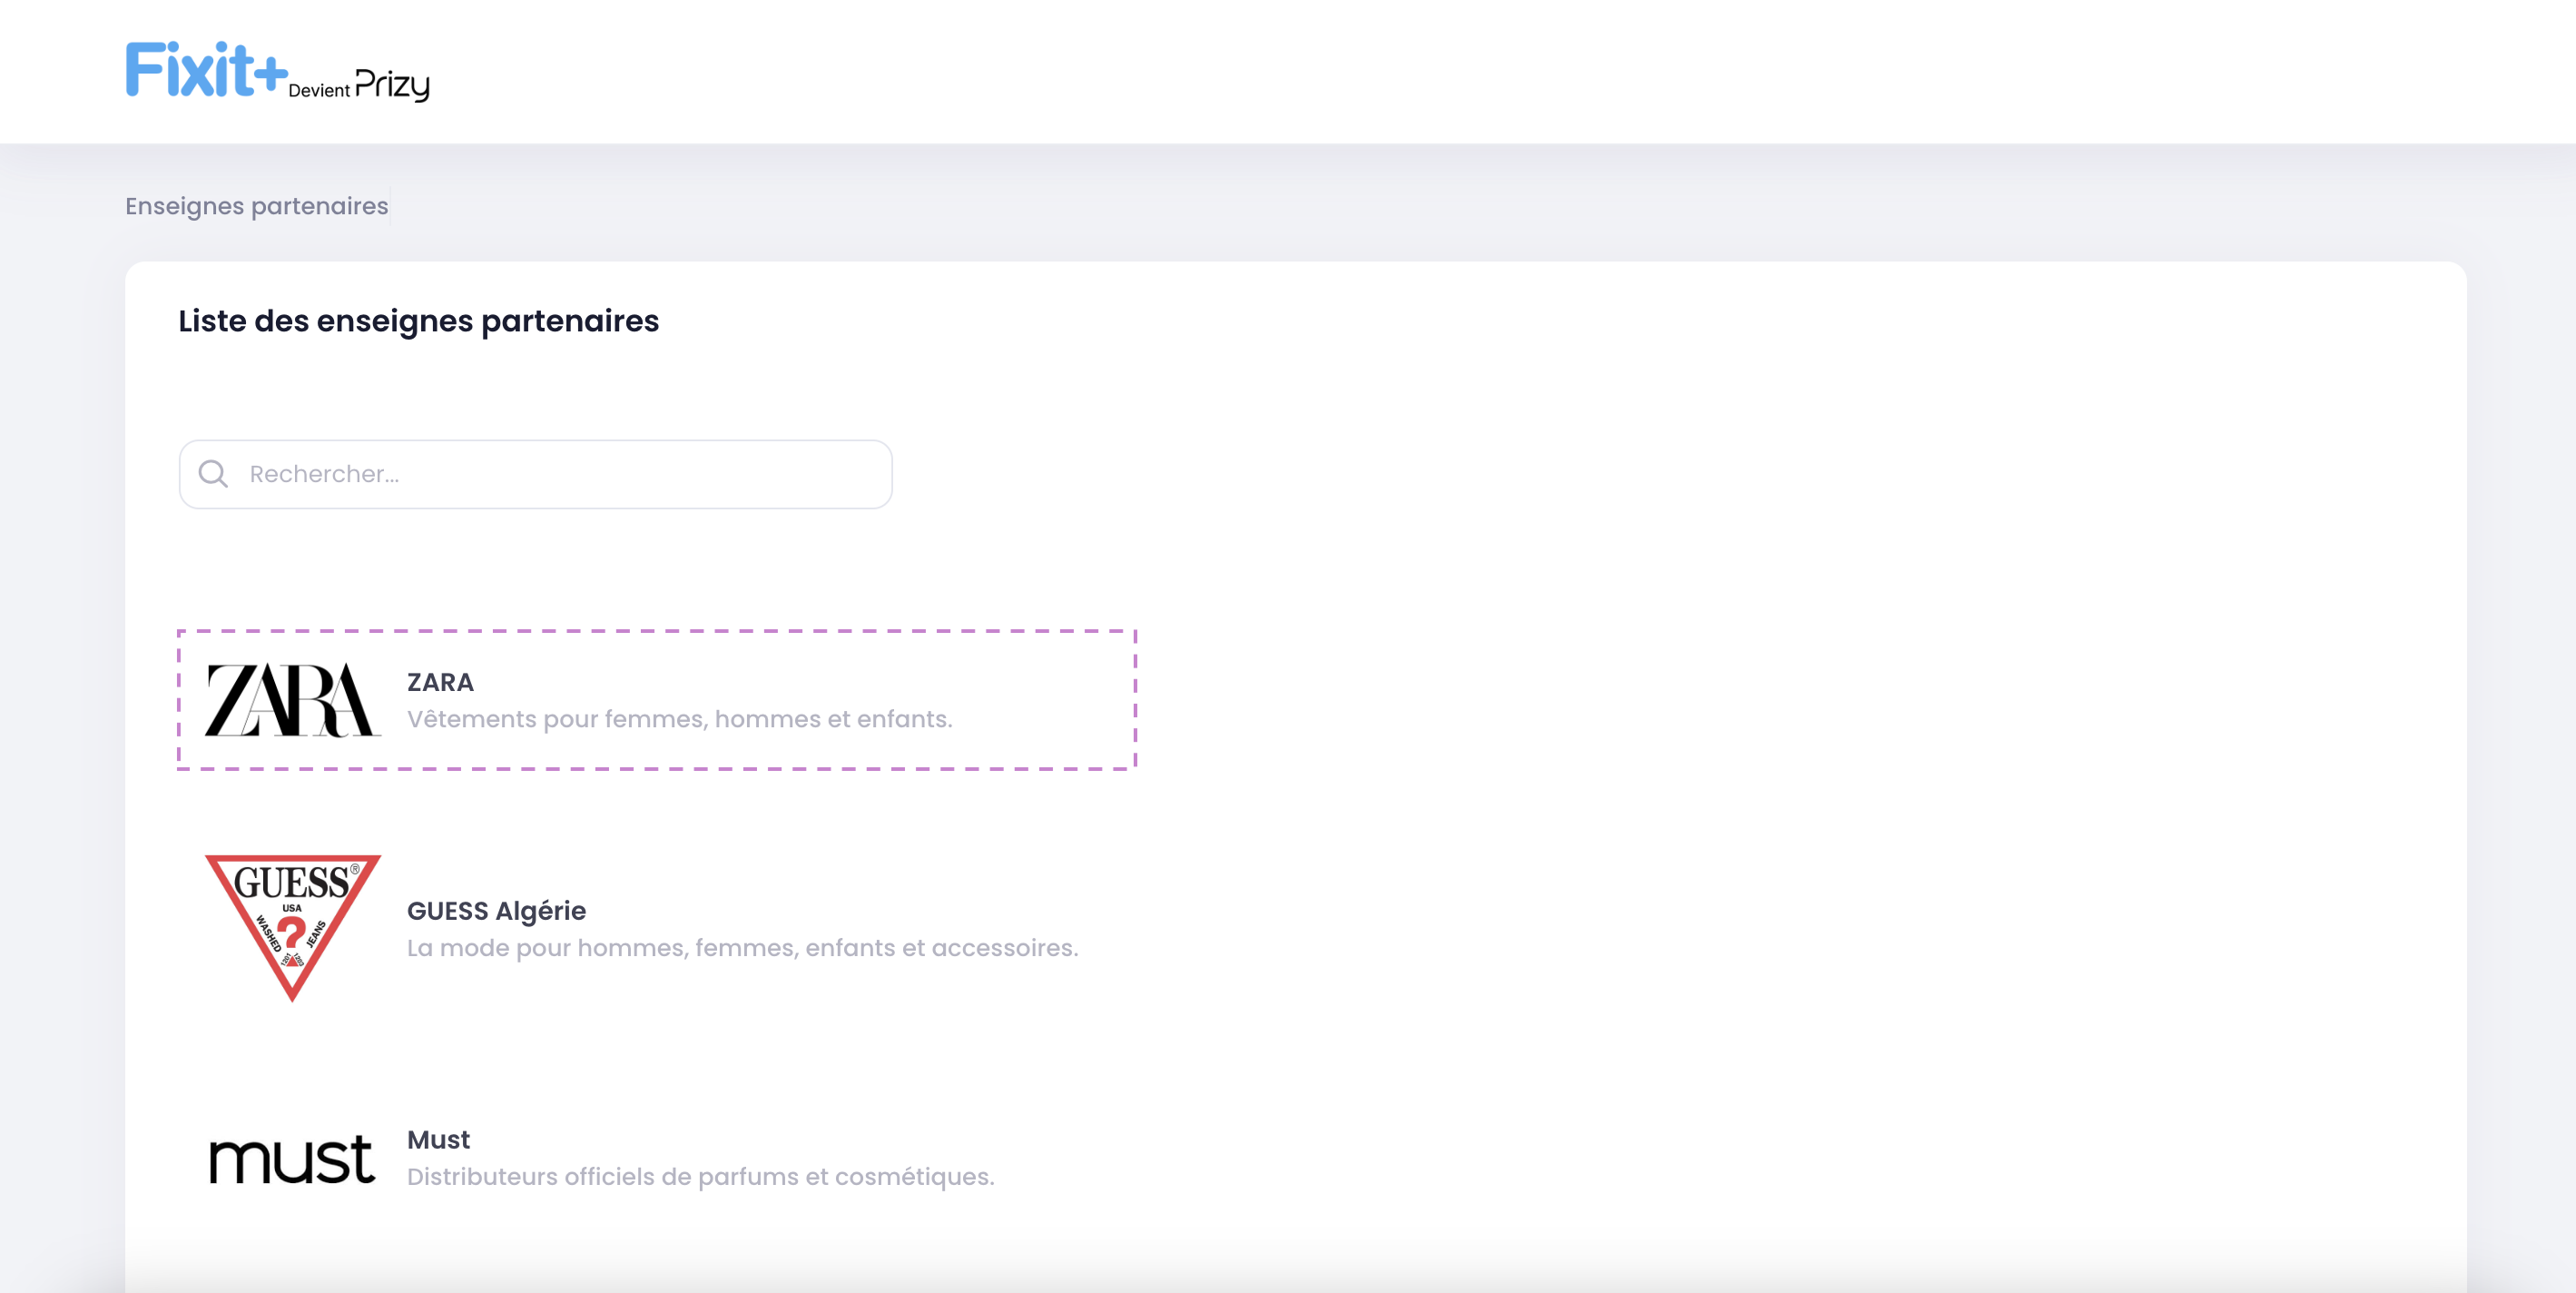 Fixit+ Devient Prizy
Enseignes partenaires
Liste des enseignes partenaires
Rechercher...
ZARA
ZARA
Vêtements pour femmes, hommes et enfants.
GUESS®
USA
WASHED ? JEANS
GUESS Algérie
La mode pour hommes, femmes, enfants et accessoires.
must
Must
Distributeurs officiels de parfums et cosmétiques.